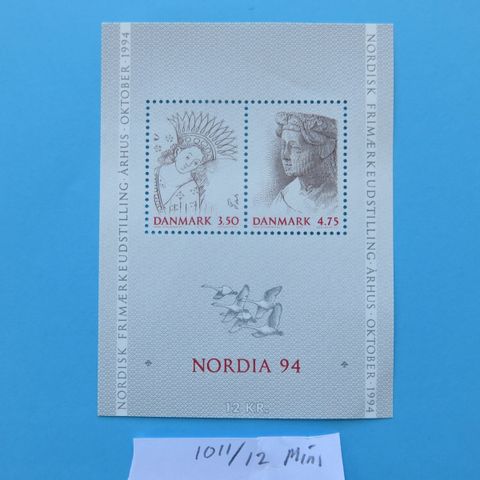 NORDISK FRIMÆRKEUDSTILLING · ÅRHUS · OKTOBER · 1994
DANMARK 3.50
DANMARK 4.75
NORDISK FRIMÆRKEUDSTILLING · ÅRHUS · OKTOBER · 1994
NORDIA 94
12 KR.
1011/12 Mini